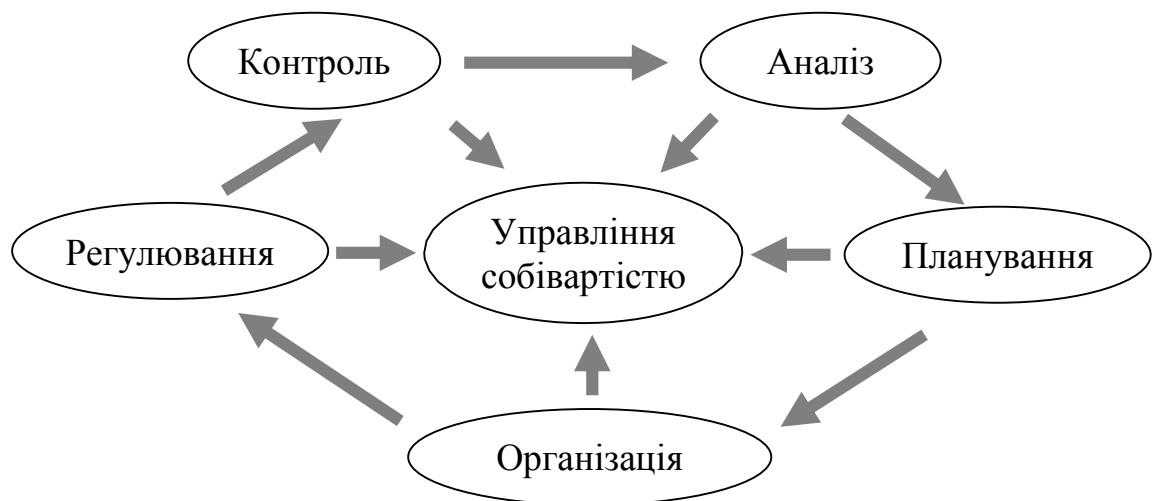 Контроль
Аналіз
Регулювання
Управління
собівартістю
Планування
Організація